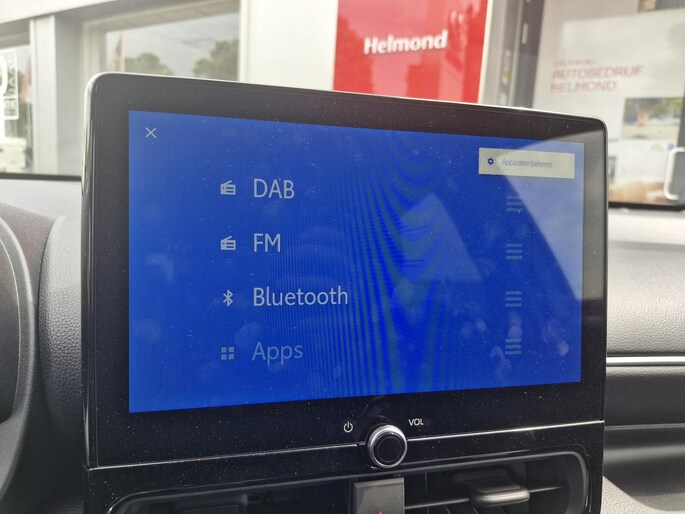 Helmond
AUTOBEDRIJF
HELMOND
Apparaten beheren
DAB
FM
Bluetooth
Apps
VOL